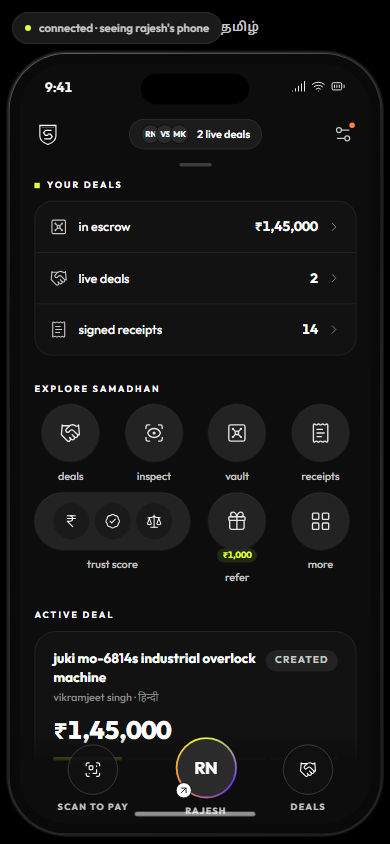 connected · seeing rajesh's phone
தமிழ்
9:41
RN VS MK 2 live deals
YOUR DEALS
in escrow ₹1,45,000
live deals 2
signed receipts 14
EXPLORE SAMADHAN
deals inspect vault receipts
₹1,000
trust score refer more
ACTIVE DEAL
juki mo-6814s industrial overlock
machine
CREATED
vikramjeet singh · हिन्दी
₹1,45,000
RN
SCAN TO PAY RAJESH DEALS